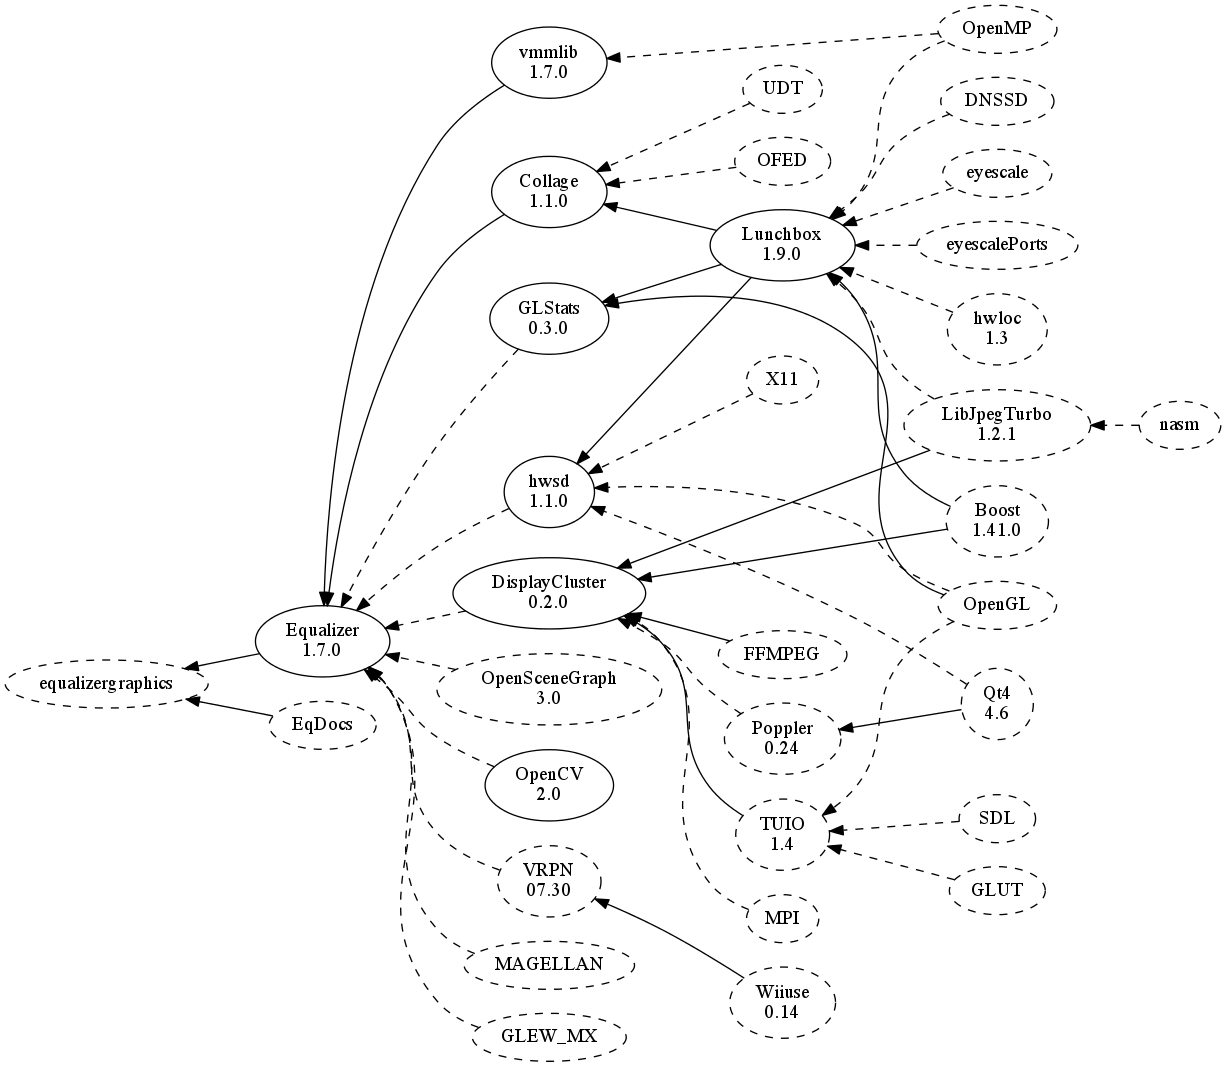 OpenMP
vmmlib
1.7.0
UDT
DNSSD
OFED
eyescale
Collage
1.1.0
Lunchbox
1.9.0
eyescalePorts
GLStats
0.3.0
hwloc
1.3
X11
LibJpegTurbo
1.2.1
nasm
hwsd
1.1.0
Boost
1.41.0
DisplayCluster
0.2.0
OpenGL
Equalizer
1.7.0
FFMPEG
equalizergraphics
OpenSceneGraph
3.0
Qt4
4.6
EqDocs
Poppler
0.24
OpenCV
2.0
SDL
TUIO
1.4
VRPN
07.30
GLUT
MPI
MAGELLAN
Wiiuse
0.14
GLEW_MX